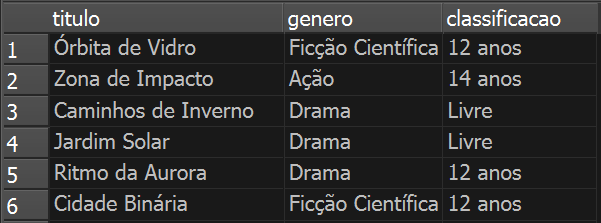 titulo genero classificacao
1 Órbita de Vidro Ficção Científica 12 anos
2 Zona de Impacto Ação 14 anos
3 Caminhos de Inverno Drama Livre
4 Jardim Solar Drama Livre
5 Ritmo da Aurora Drama 12 anos
6 Cidade Binária Ficção Científica 12 anos